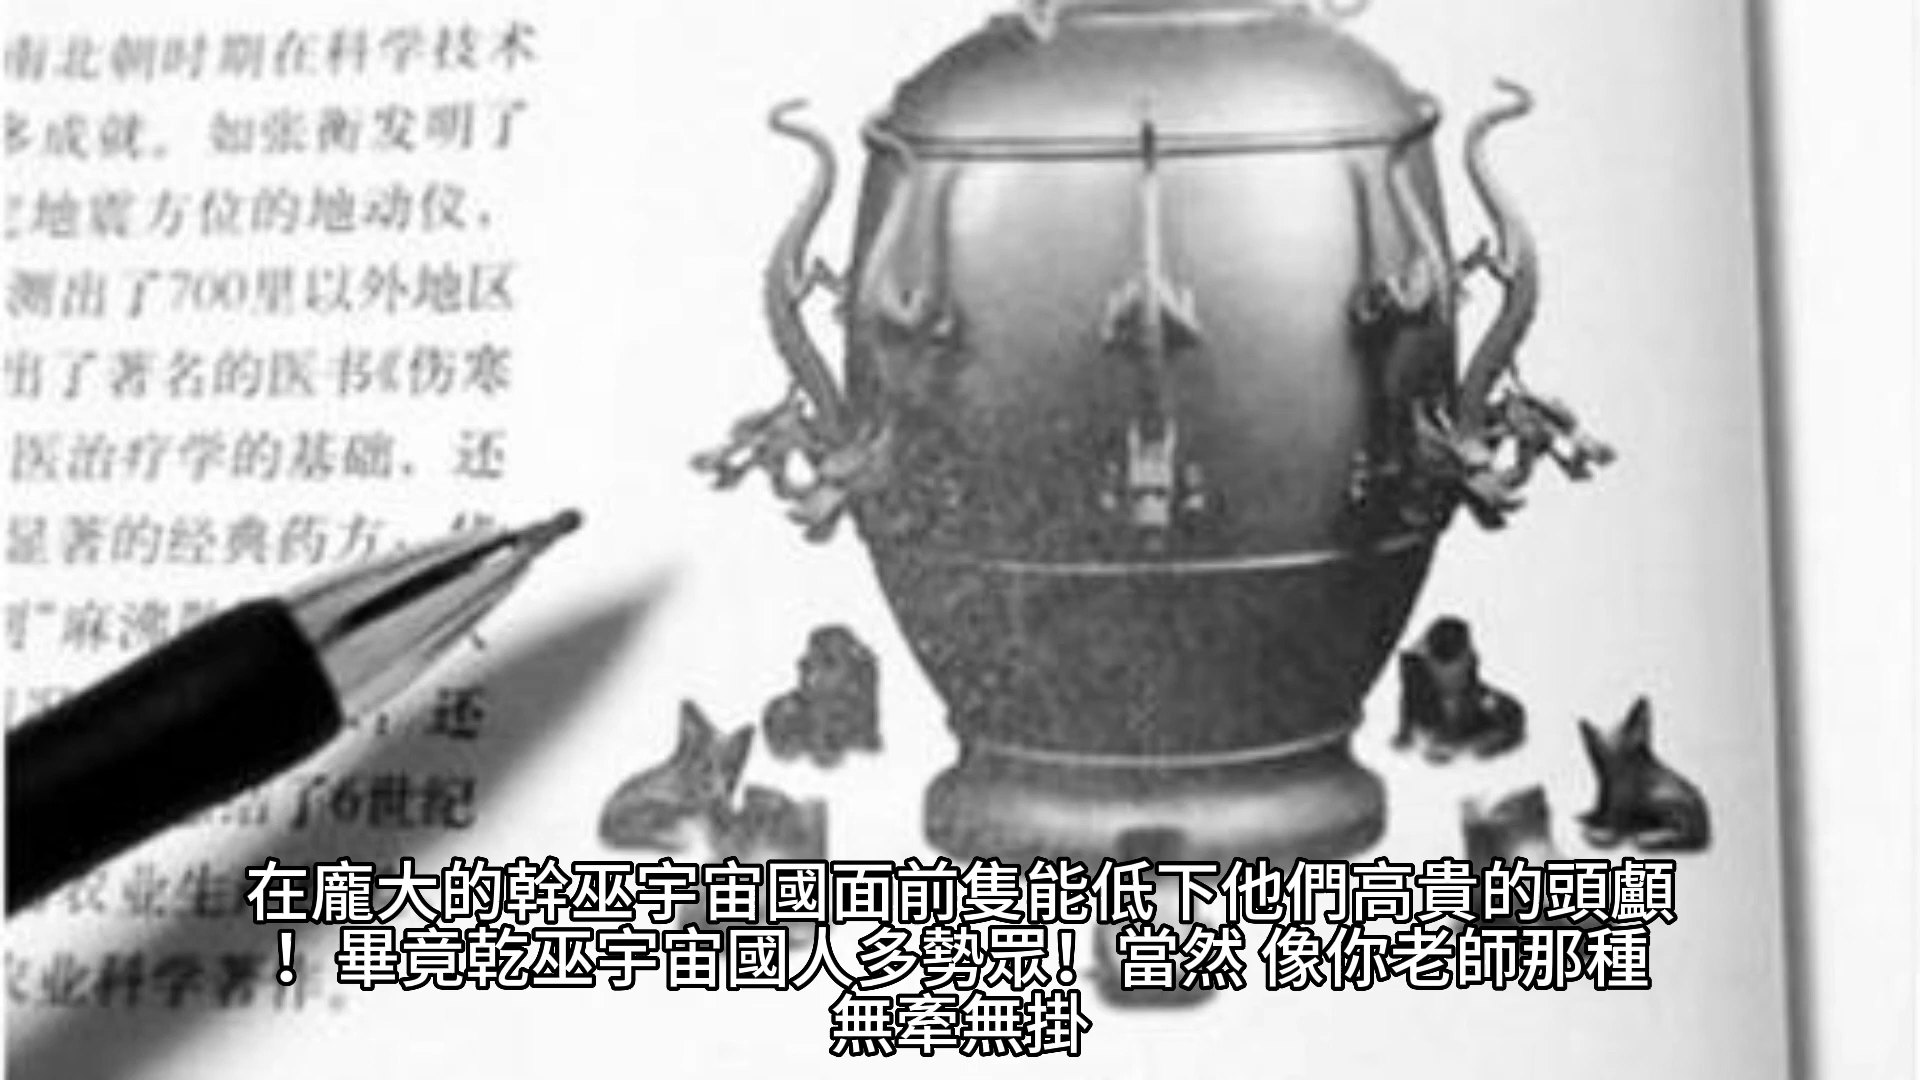 南北朝时期在科学技术
多成就。如张衡发明了
地震方位的地动仪，
测出了700里以外地区
出了著名的医书《伤寒
医治疗学的基础，还
显著的经典药方。
麻沸
还
了6世纪
农业生
农业科学著作。
在龐大的幹巫宇宙國面前隻能低下他們高貴的頭顱
！ 畢竟乾巫宇宙國人多勢眾！ 當然 像你老師那種
無牽無掛